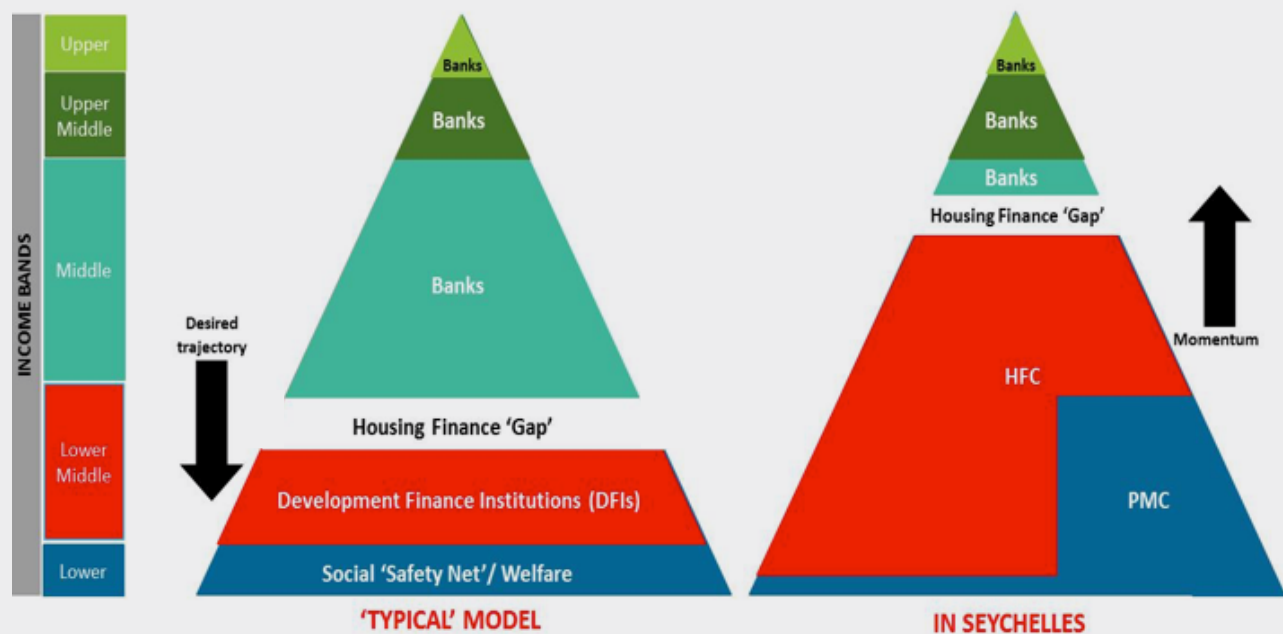 INCOME BANDS
Upper
Upper
Middle
Middle
Lower
Middle
Lower
Desired
trajectory
Banks
Banks
Banks
Housing Finance ‘Gap’
Development Finance Institutions (DFIs)
Social ‘Safety Net’/ Welfare
‘TYPICAL’ MODEL
Banks
Banks
Banks
Housing Finance ‘Gap’
Momentum
HFC
PMC
IN SEYCHELLES